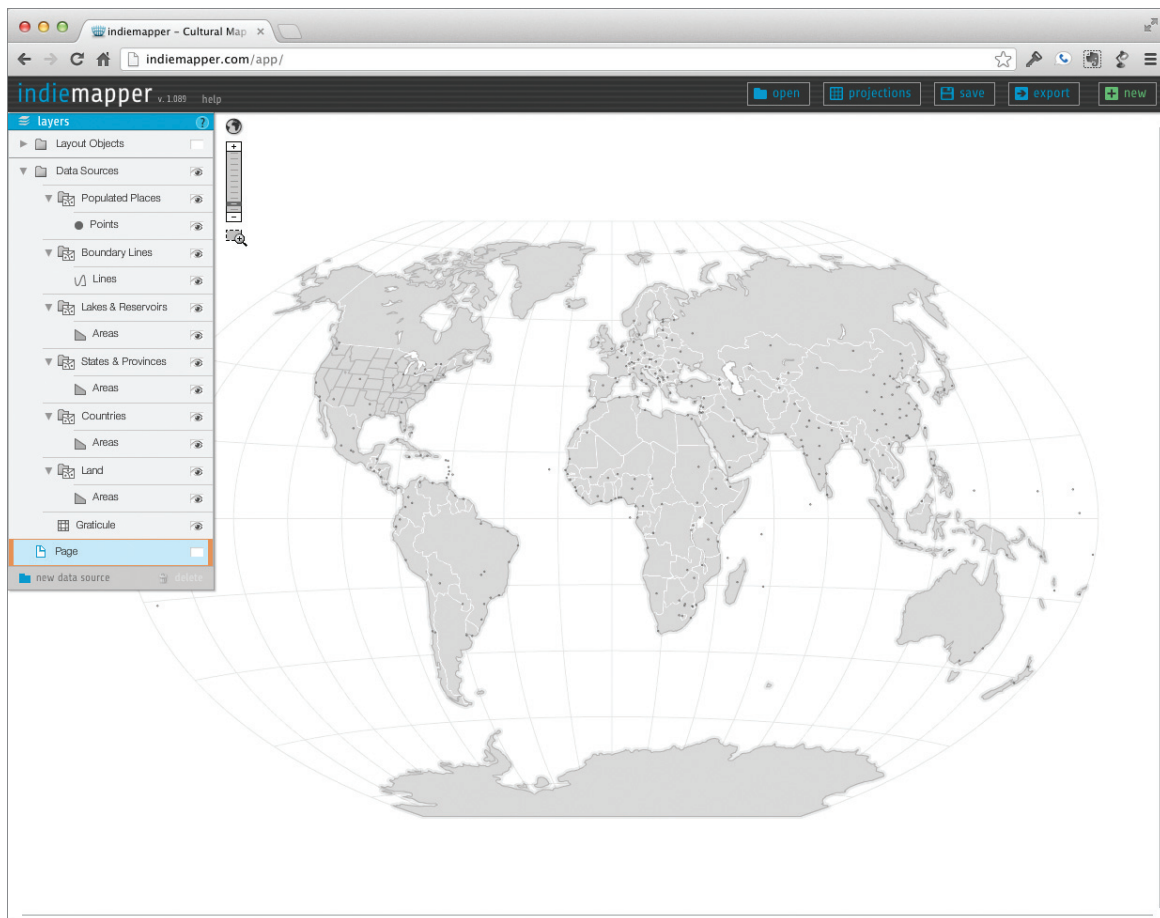 indiemapper - Cultural Map
indiemapper.com/app/
indiemapper v. 1.089 help
open projections save export new
layers ?
Layout Objects
Data Sources
Populated Places
Points
Boundary Lines
Lines
Lakes & Reservoirs
Areas
States & Provinces
Areas
Countries
Areas
Land
Areas
Graticule
Page
new data source delete